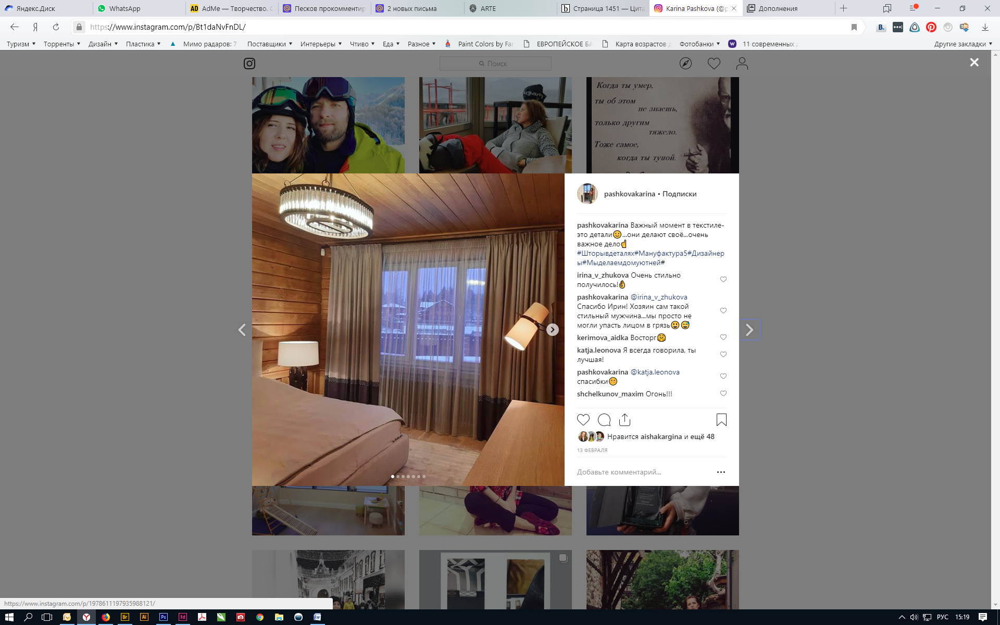 Яндекс.Диск
WhatsApp
AdMe — Творчество. С
Песков прокомментир
2 новых письма
ARTE
Страница 1451 — Цита
Karina Pashkova (@p
Дополнения
https://www.instagram.com/p/Bt1daNvFnDL/
Туризм
Торренты
Дизайн
Пластика
Мимо радаров: 7
Поставщики
Интерьеры
Чтиво
Еда
Разное
Paint Colors by Far
ЕВРОПЕЙСКОЕ БА
Карта возрастов д
Фотобанки
11 современных д
Другие закладки
Поиск
Когда ты умер,
ты об этом
не знаешь,
только другим
тяжело.
Тоже самое,
когда ты тупой.
pashkovakarina • Подписки
pashkovakarina Важный момент в текстиле-
это детали🙂...они делают своё...очень
важное дело☝
#Шторывдеталях#Мануфактура5#Дизайнер
ы#Мыделаемдомуютней#
irina_v_zhukova Очень стильно
получилось!👌
pashkovakarina @irina_v_zhukova
Спасибо Ирин! Хозяин сам такой
стильный мужчина...мы просто не
могли упасть лицом в грязь😃😅
kerimova_aidka Восторг🤗
katja.leonova Я всегда говорила, ты
лучшая!
pashkovakarina @katja.leonova
спасибки😊
shchelkunov_maxim Огонь!!!
Нравится aishakargina и ещё 48
13 ФЕВРАЛЯ
Добавьте комментарий...
https://www.instagram.com/p/1978611197935988121/
Br
Ai
Ps
Id
РУС
15:19